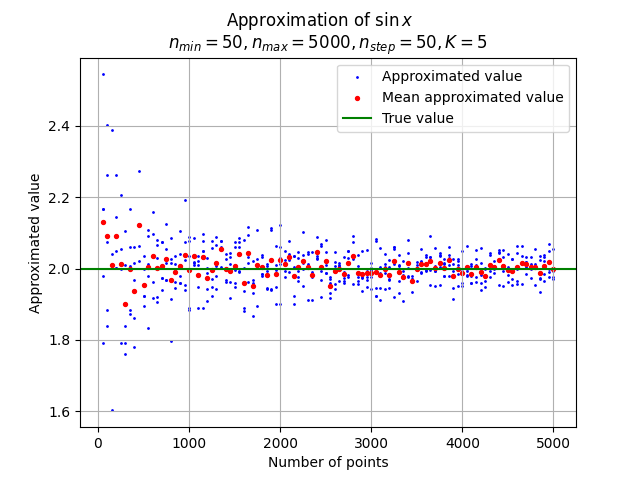 Approximation of sin x
n_min = 50, n_max = 5000, n_step = 50, K = 5
Approximated value
Mean approximated value
True value
Approximated value
2.4
2.2
2.0
1.8
1.6
0 1000 2000 3000 4000 5000
Number of points